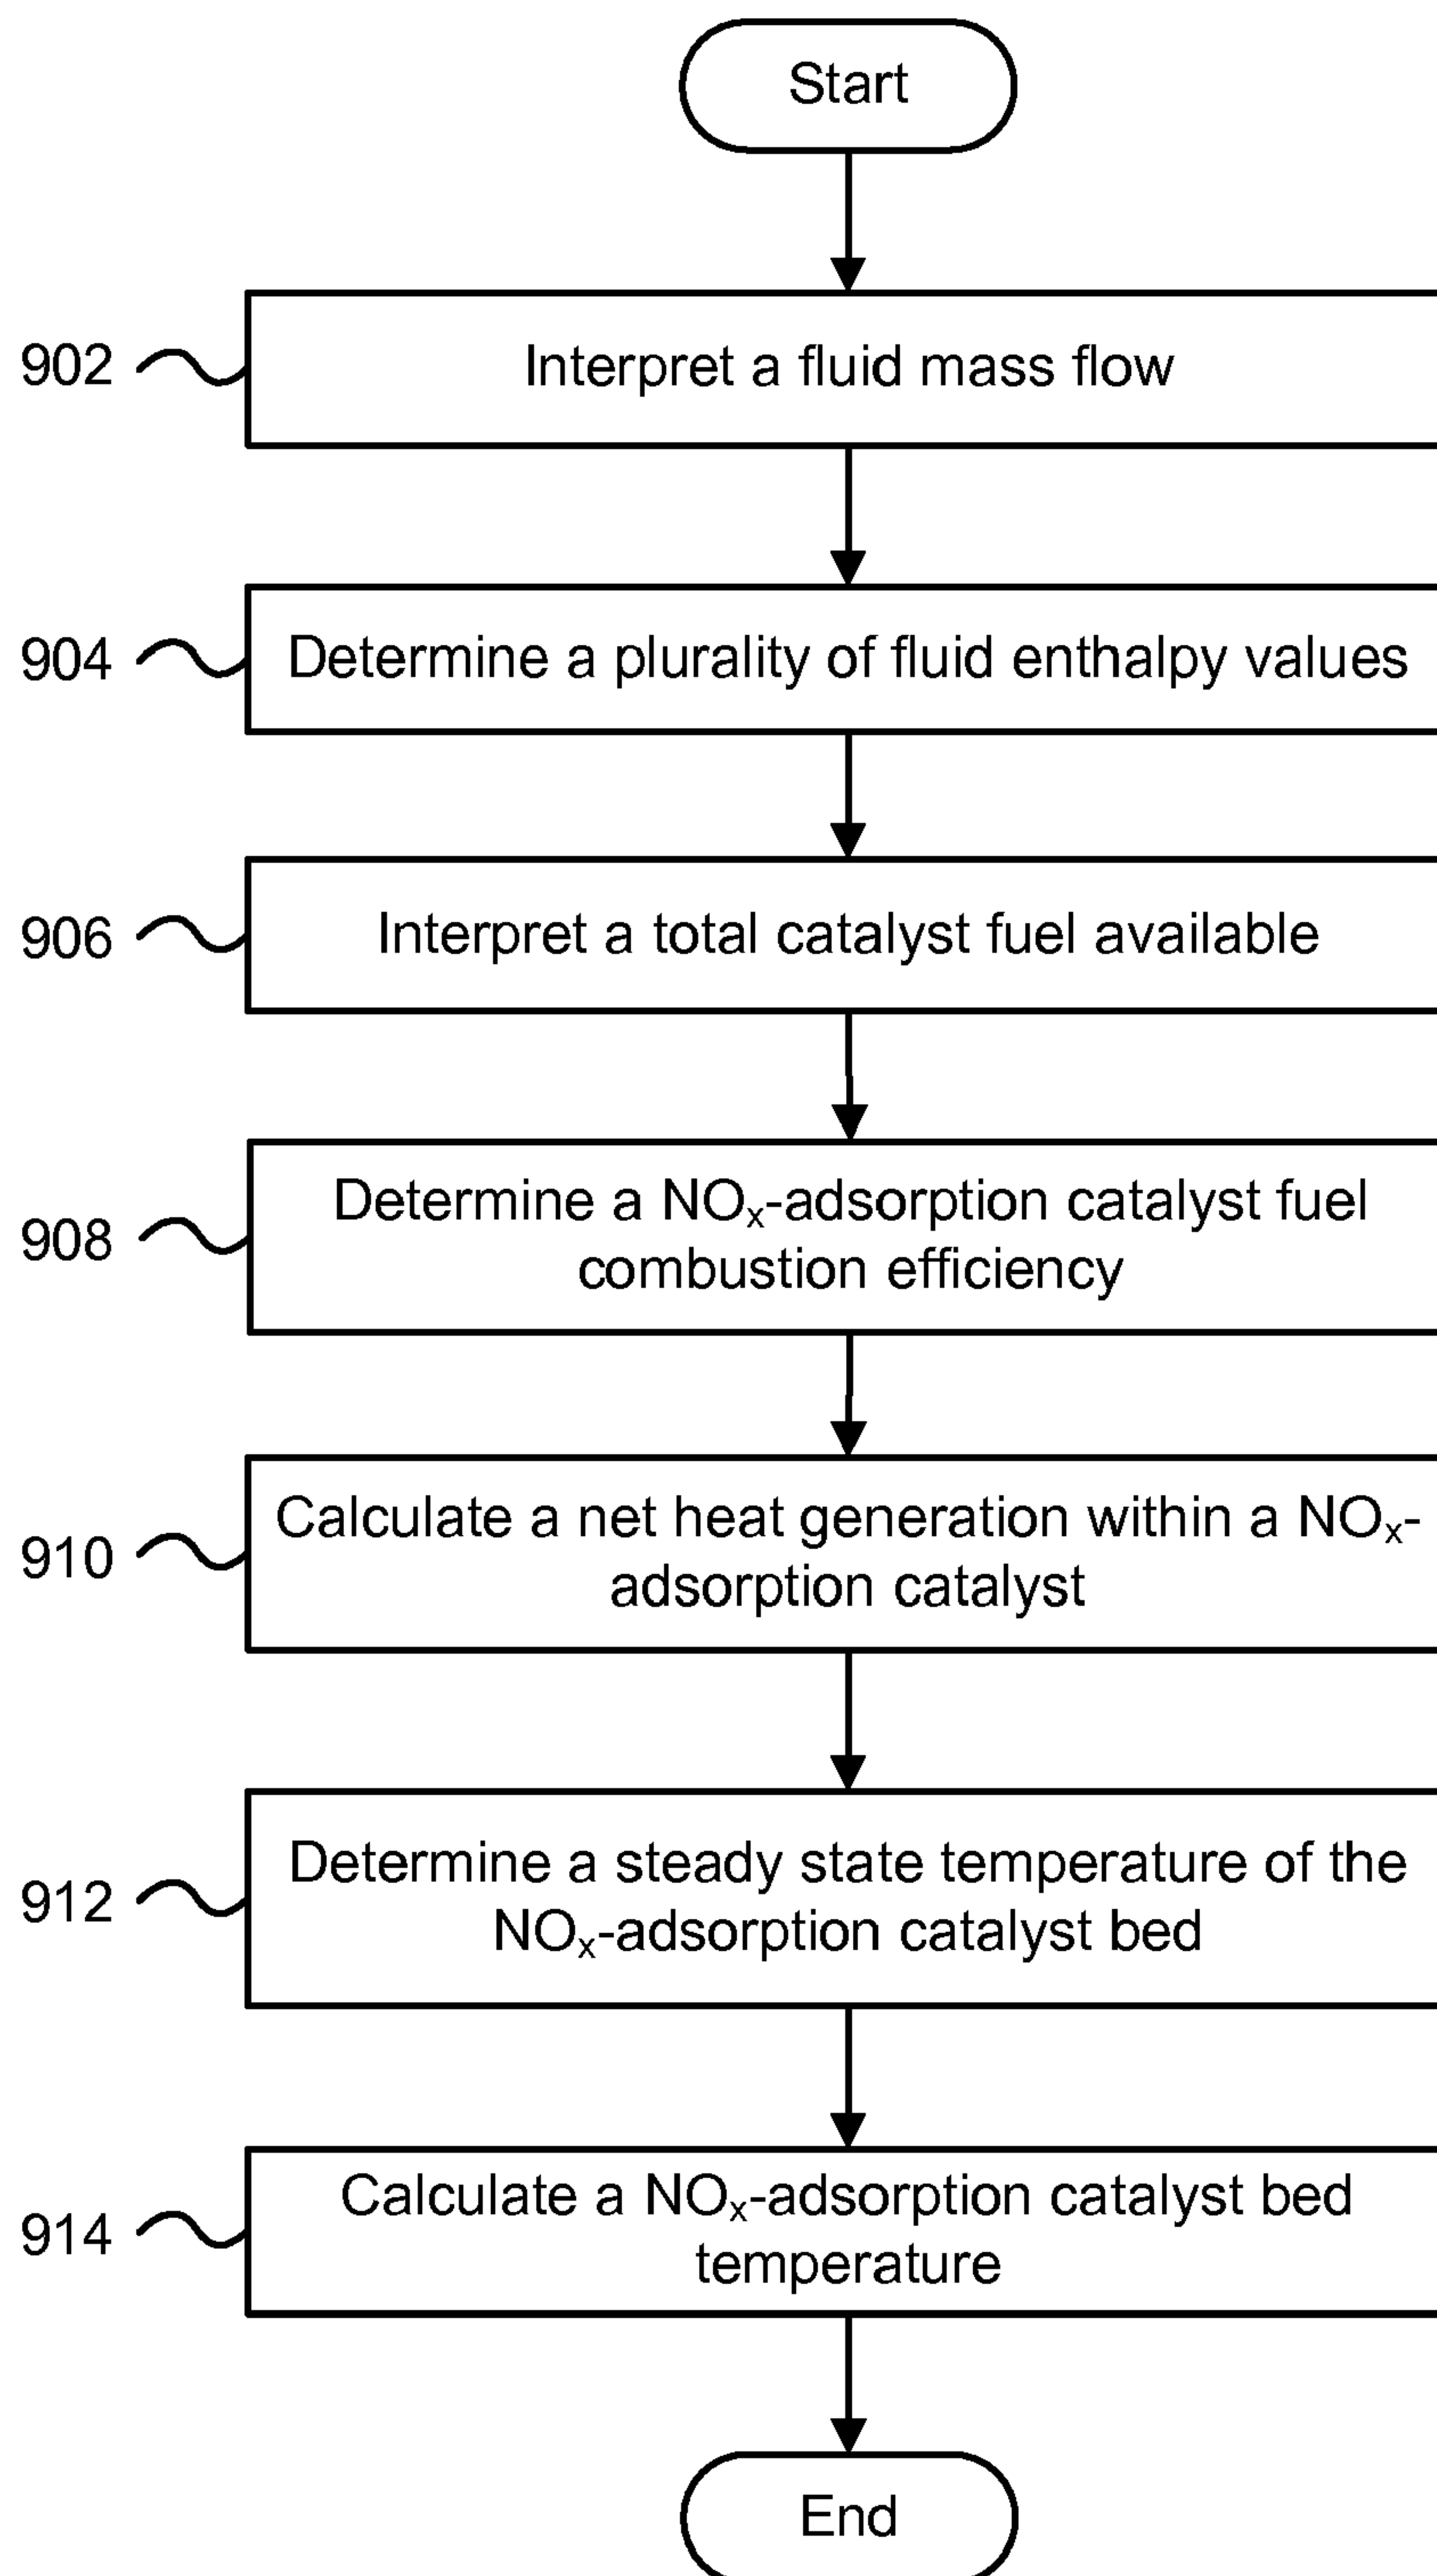 Start
902
Interpret a fluid mass flow
904
Determine a plurality of fluid enthalpy values
906
Interpret a total catalyst fuel available
908
Determine a NOₓ-adsorption catalyst fuel
combustion efficiency
910
Calculate a net heat generation within a NOₓ-
adsorption catalyst
912
Determine a steady state temperature of the
NOₓ-adsorption catalyst bed
914
Calculate a NOₓ-adsorption catalyst bed
temperature
End